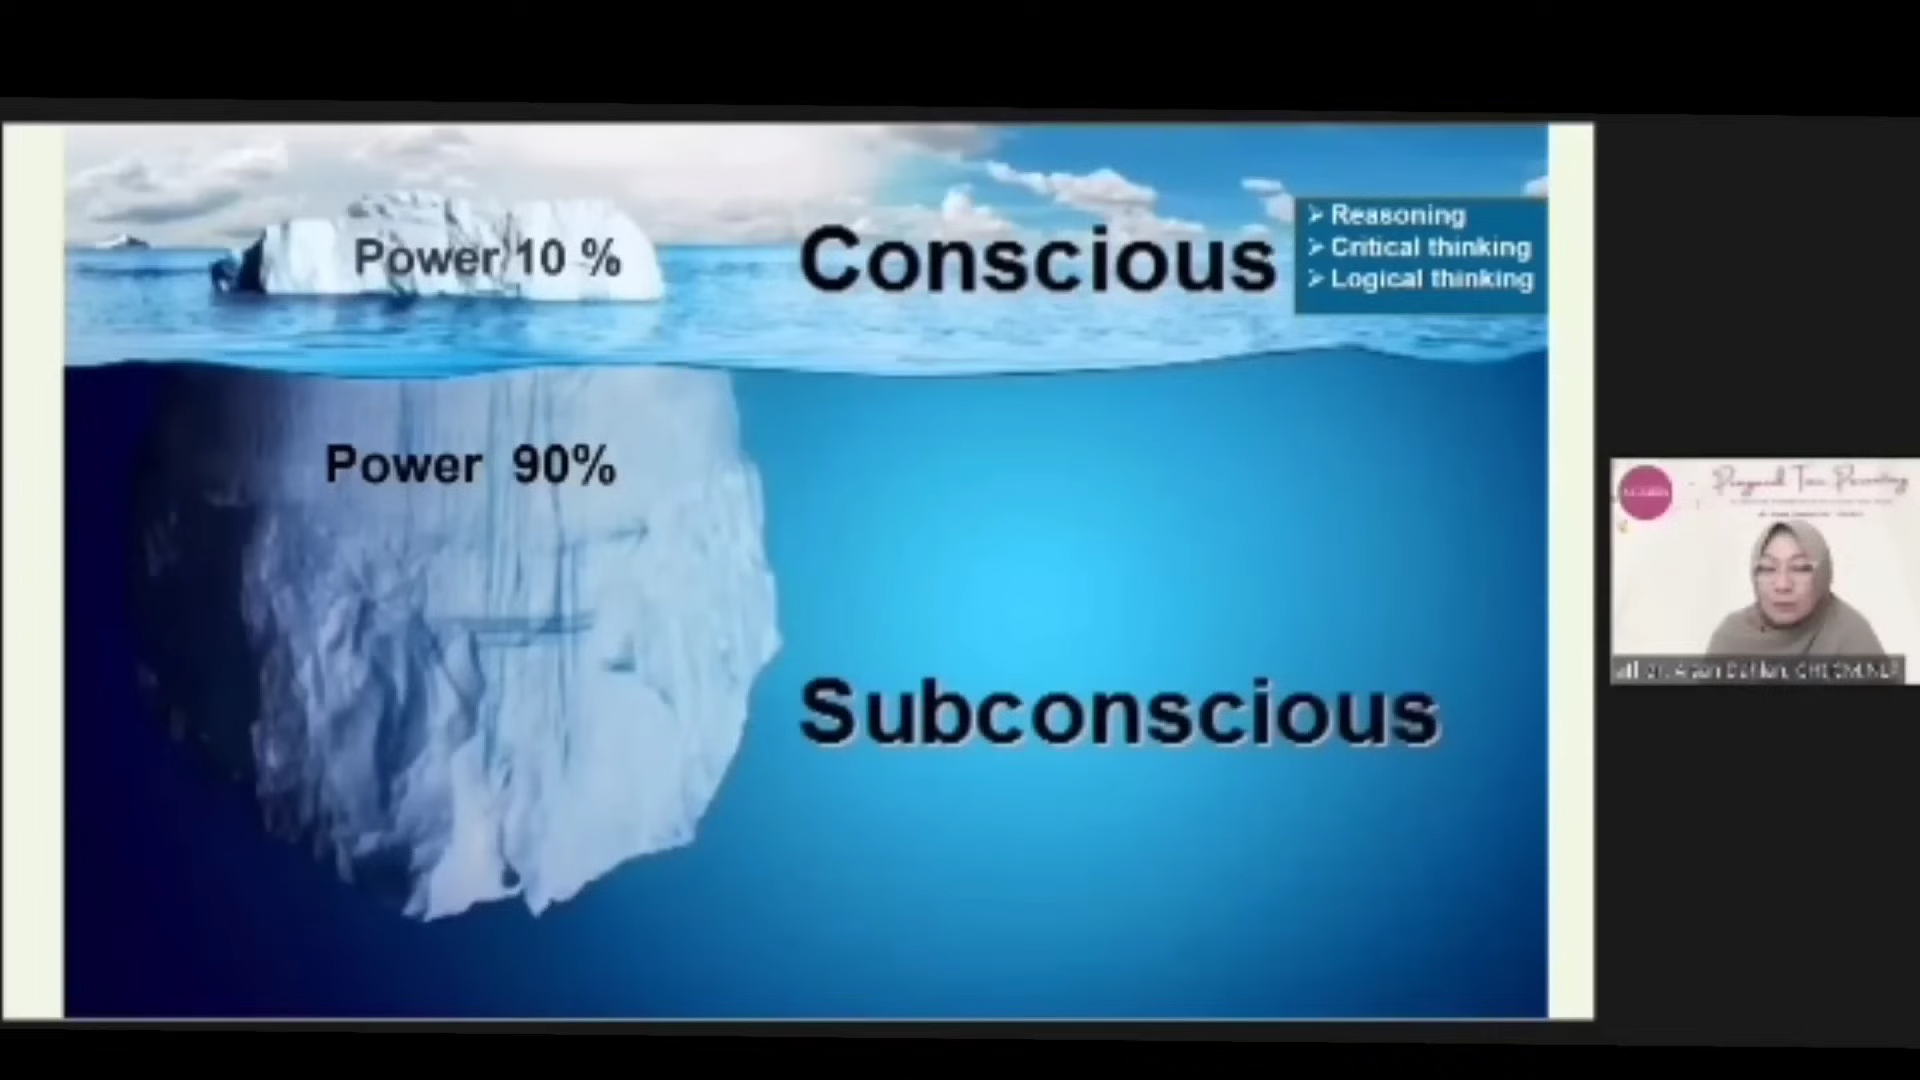 Power 10 %
Conscious
➢ Reasoning
➢ Critical thinking
➢ Logical thinking
Power 90%
Subconscious